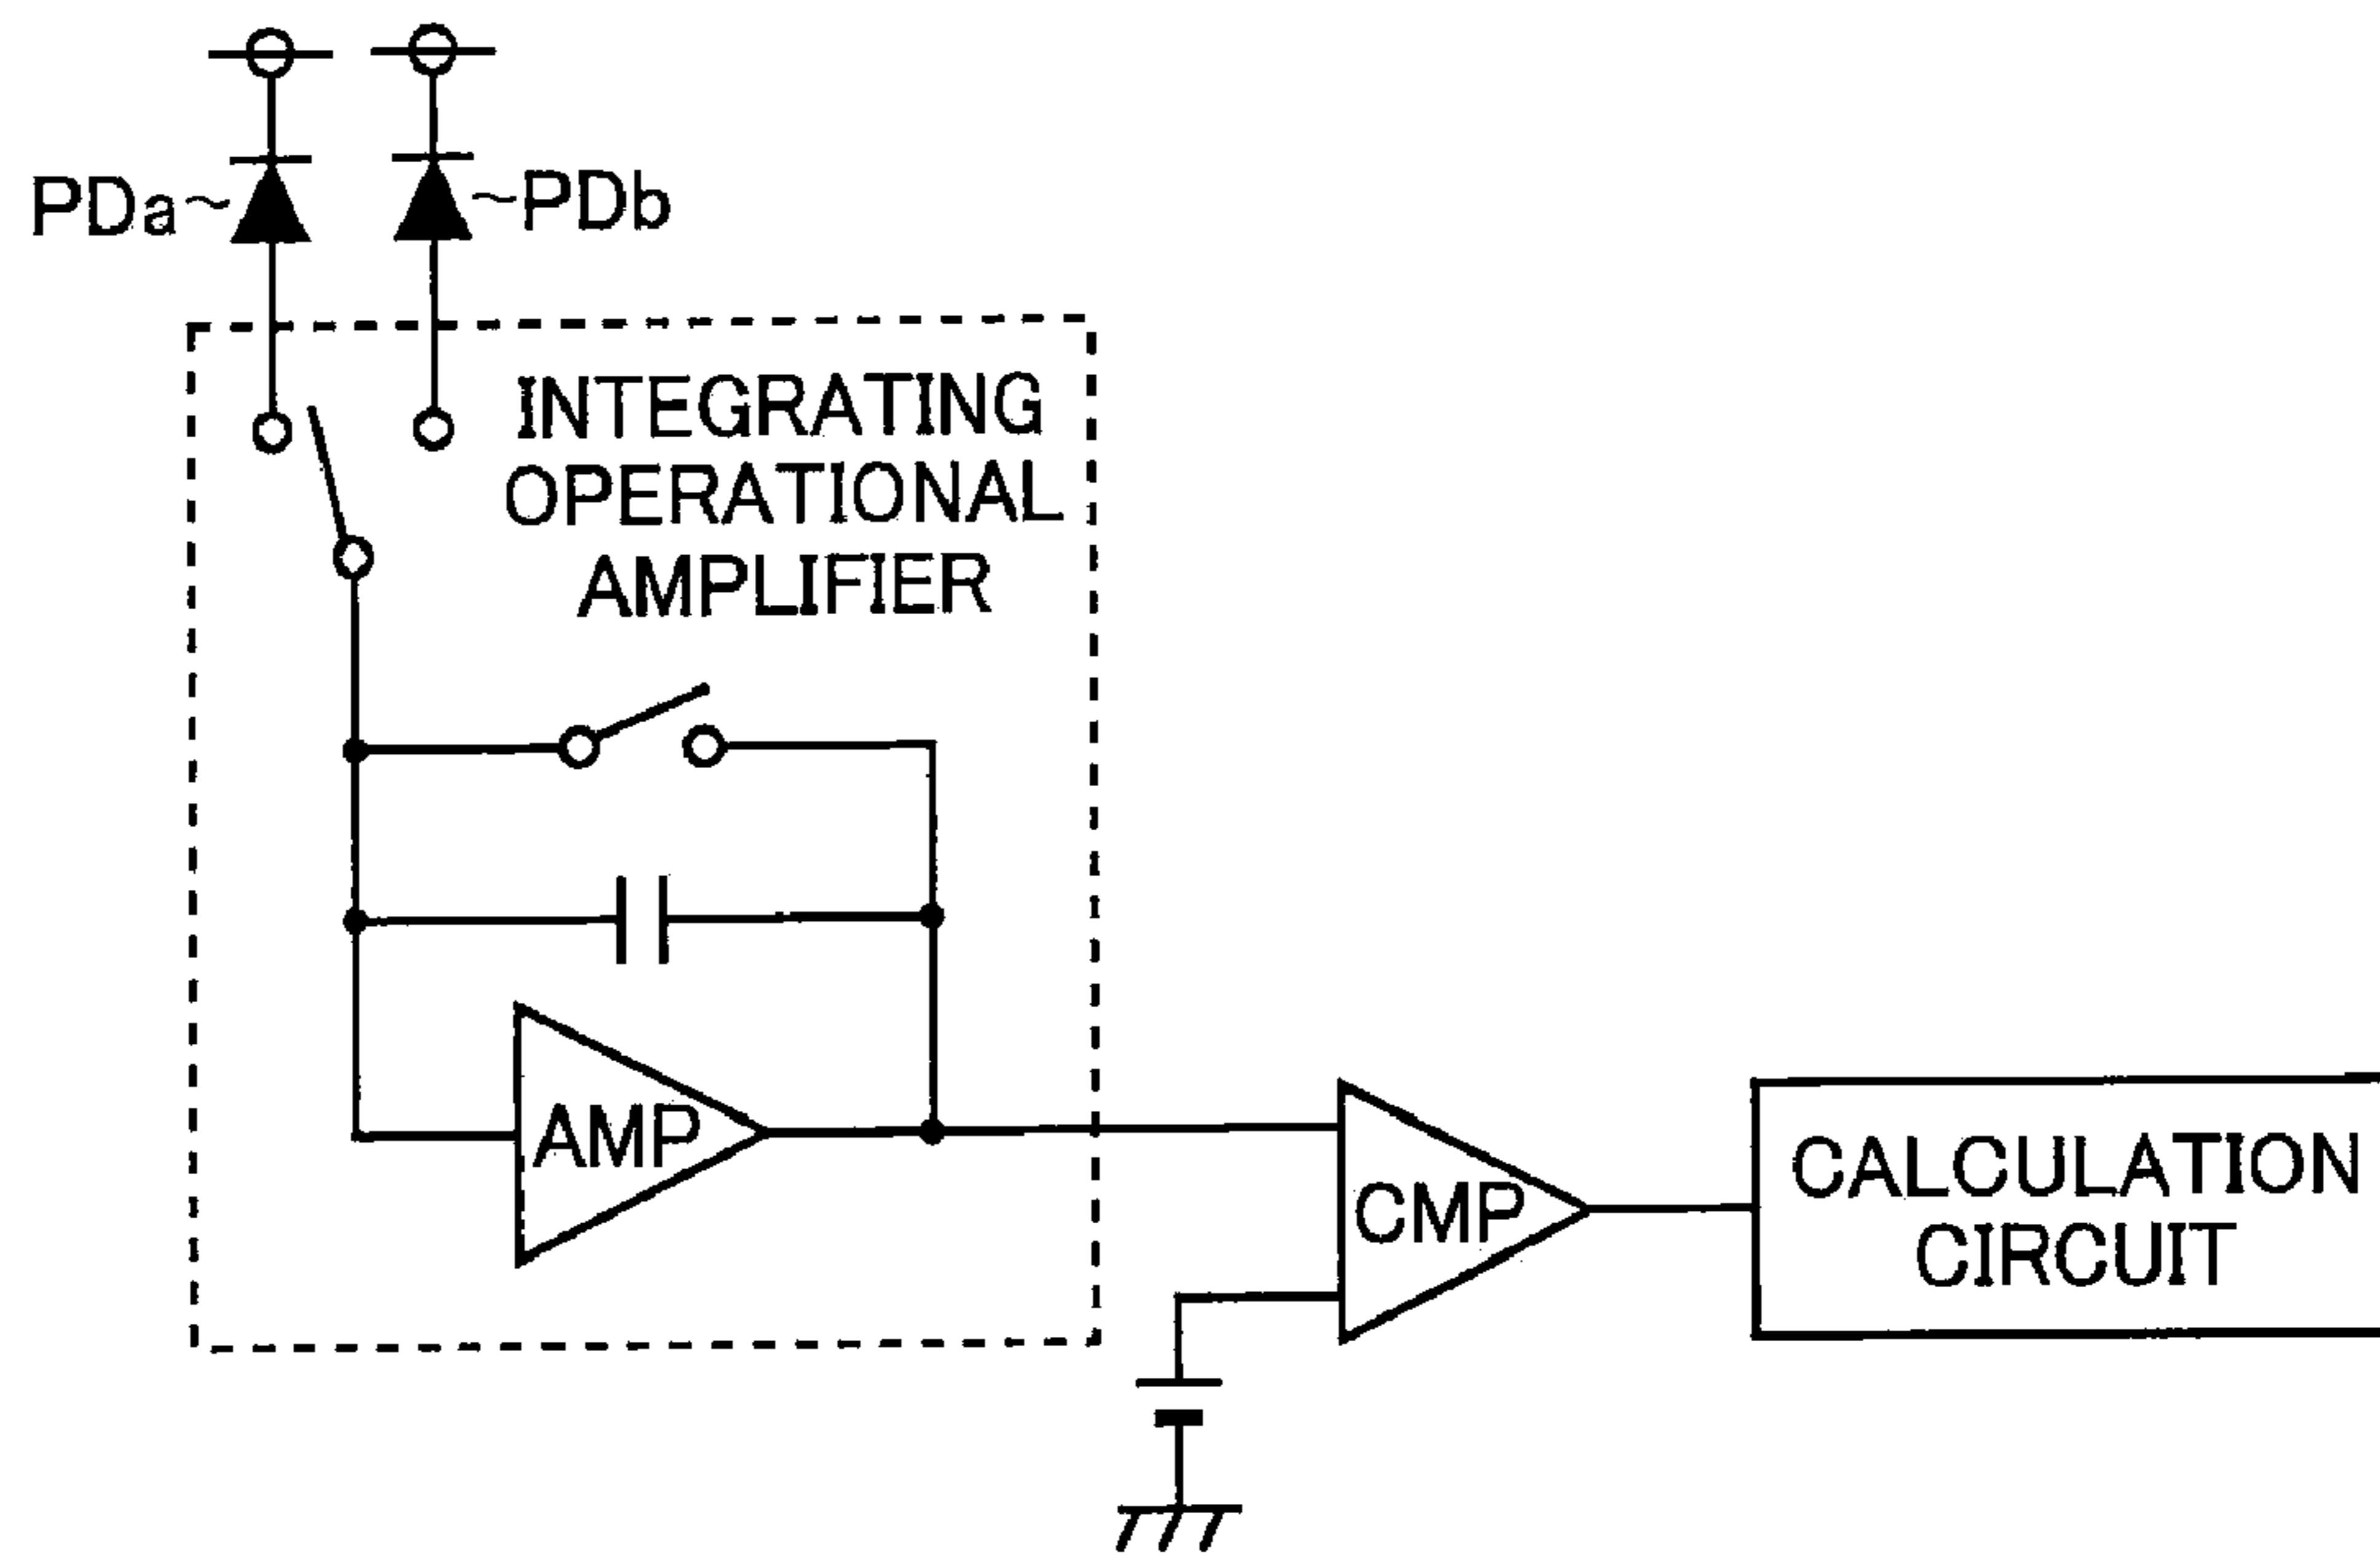 PDa
PDb
INTEGRATING
OPERATIONAL
AMPLIFIER
AMP
CMP
CALCULATION
CIRCUIT